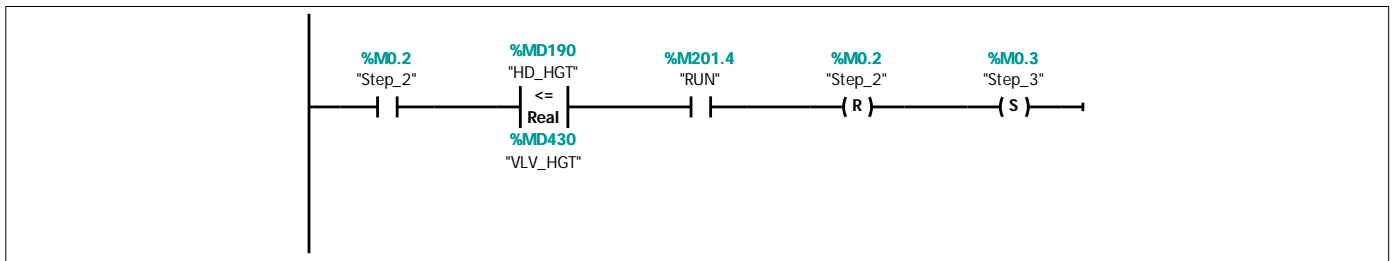 %M0.2
"Step_2"
%MD190
"HD_HGT"
<=
Real
%MD430
"VLV_HGT"
%M201.4
"RUN"
%M0.2
"Step_2"
R
%M0.3
"Step_3"
S